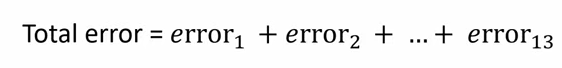 Total error = error₁ + error₂ + … + error₁₃